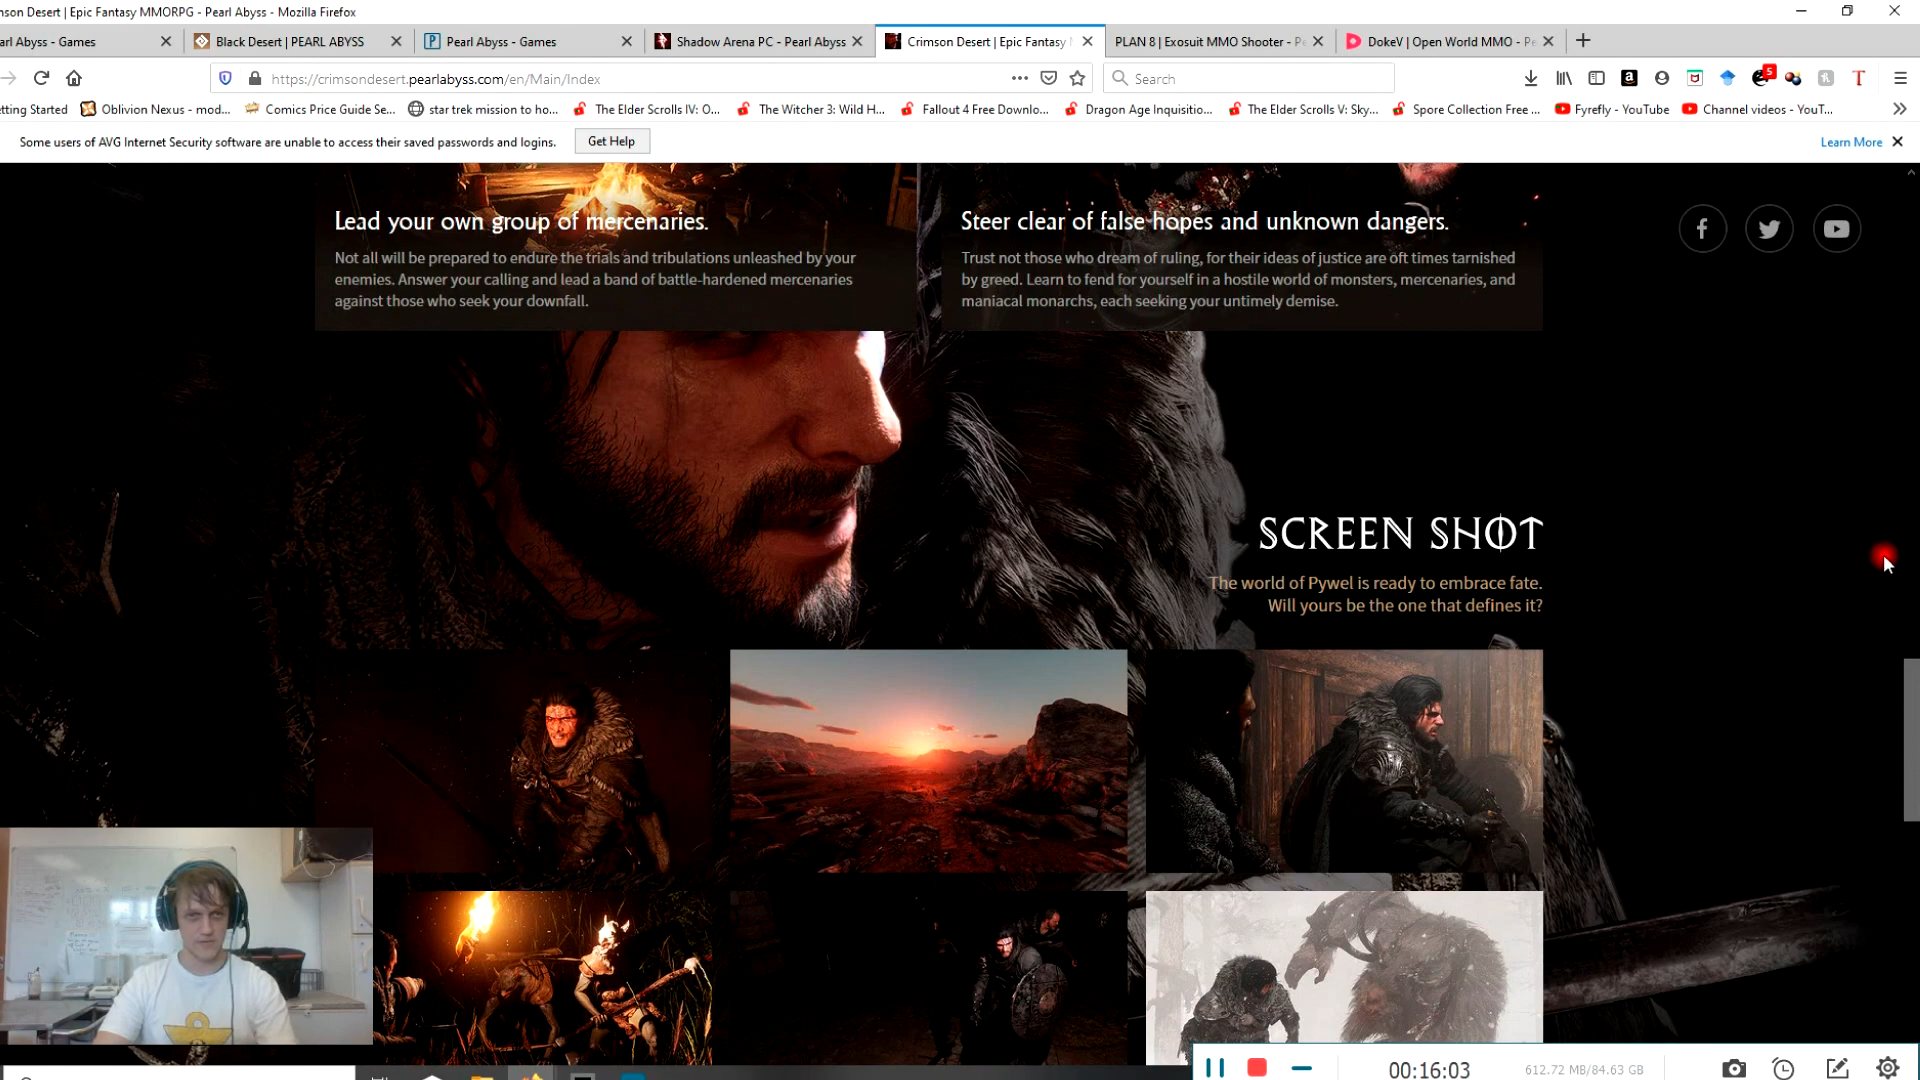 mson Desert | Epic Fantasy MMORPG - Pearl Abyss - Mozilla Firefox
arl Abyss - Games
Black Desert | PEARL ABYSS
Pearl Abyss - Games
Shadow Arena PC - Pearl Abyss
Crimson Desert | Epic Fantasy
PLAN 8 | Exosuit MMO Shooter - Pe
DokeV | Open World MMO - Pe
https://crimsondesert.pearlabyss.com/en/Main/Index
Search
5
etting Started
Oblivion Nexus - mod...
Comics Price Guide Se...
star trek mission to ho...
The Elder Scrolls IV: O...
The Witcher 3: Wild H...
Fallout 4 Free Downlo...
Dragon Age Inquisitio...
The Elder Scrolls V: Sky...
Spore Collection Free ...
Fyrefly - YouTube
Channel videos - YouT...
Some users of AVG Internet Security software are unable to access their saved passwords and logins.
Get Help
Learn More
Lead your own group of mercenaries.
Not all will be prepared to endure the trials and tribulations unleashed by your
enemies. Answer your calling and lead a band of battle-hardened mercenaries
against those who seek your downfall.
Steer clear of false hopes and unknown dangers.
Trust not those who dream of ruling, for their ideas of justice are oft times tarnished
by greed. Learn to fend for yourself in a hostile world of monsters, mercenaries, and
maniacal monarchs, each seeking your untimely demise.
SCREEN SHOT
The world of Pywel is ready to embrace fate.
Will yours be the one that defines it?
00:16:03
612.72 MB/84.63 GB